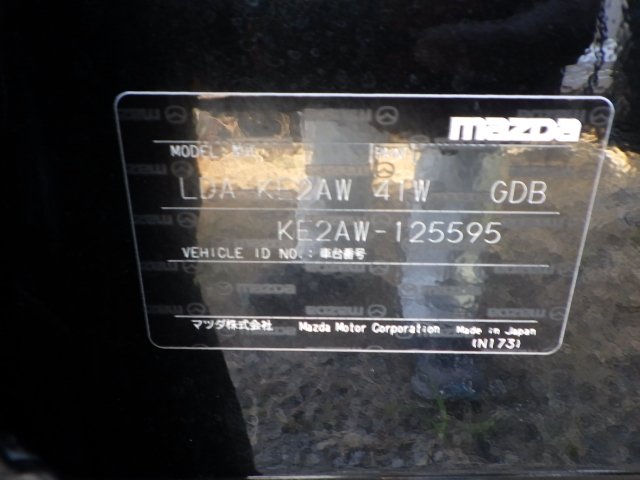 mazda
MODEL:
LDA-KE2AW 41W GDB
KE2AW-125595
VEHICLE ID NO.:車台番号
マツダ株式会社 Mazda Motor Corporation Made in Japan
(N173)